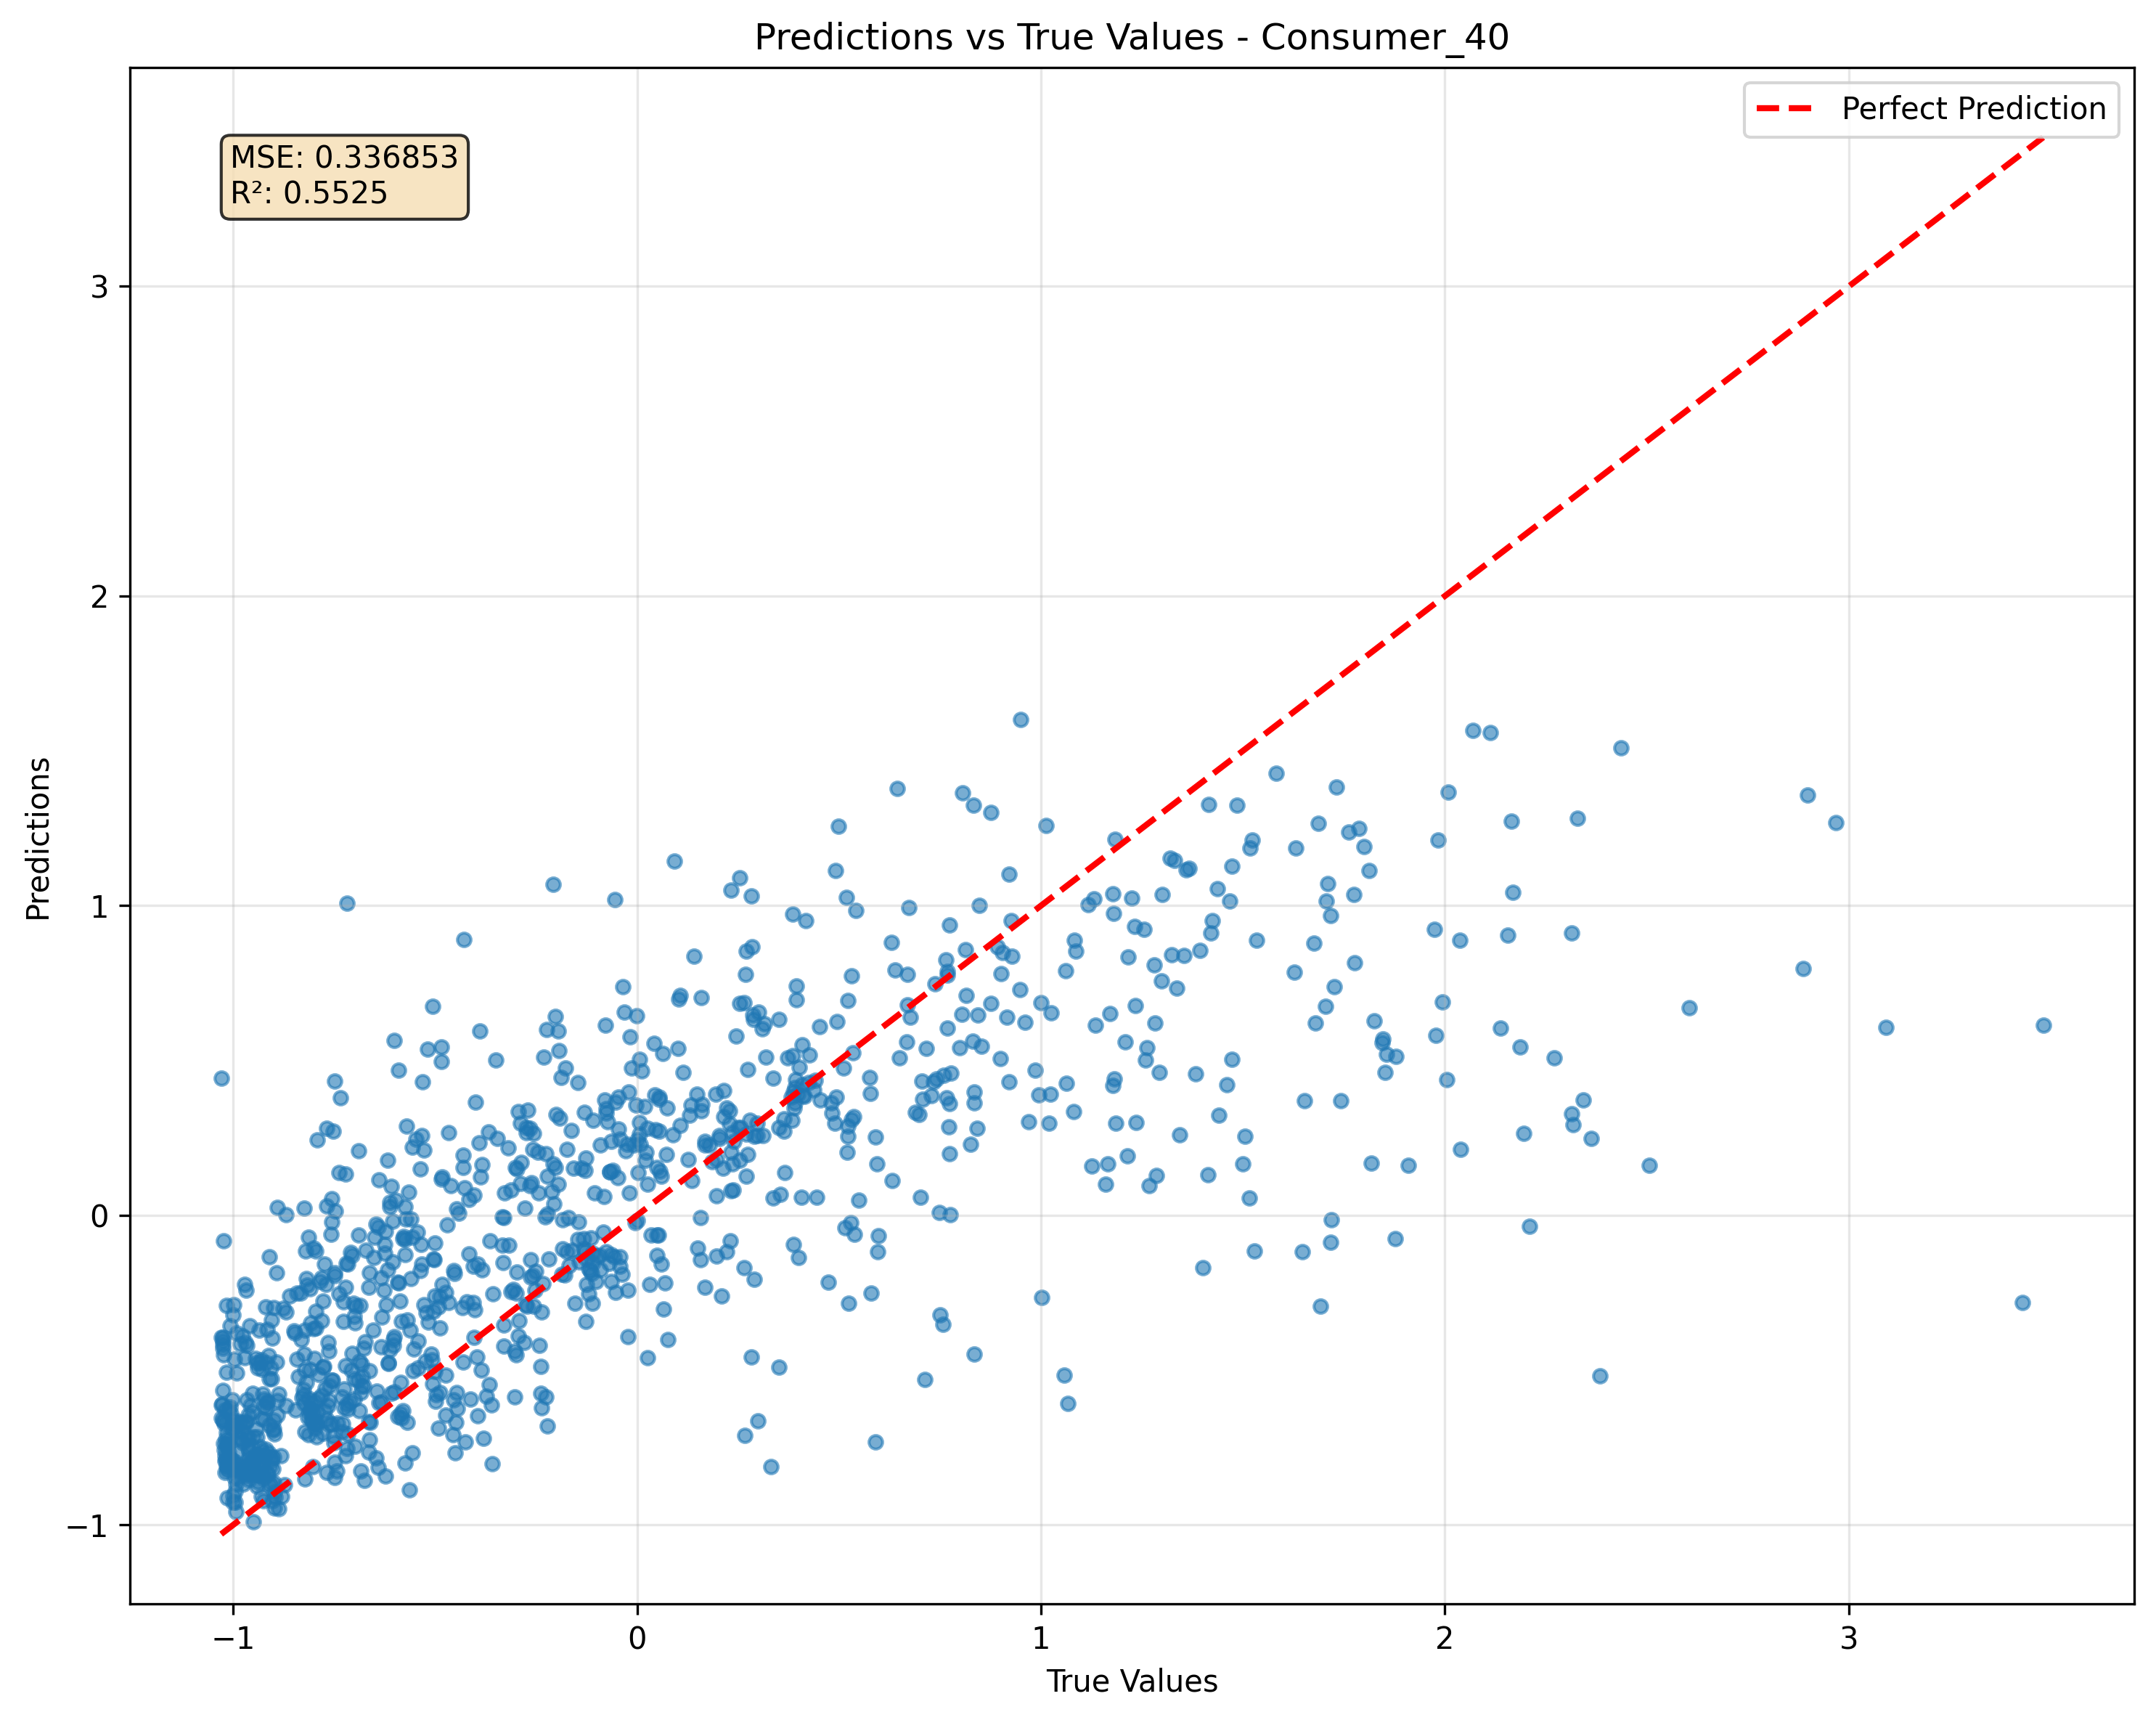 Predictions vs True Values - Consumer_40
Perfect Prediction
MSE: 0.336853
R²: 0.5525
3
2
1
0
−1
Predictions
−1 0 1 2 3
True Values